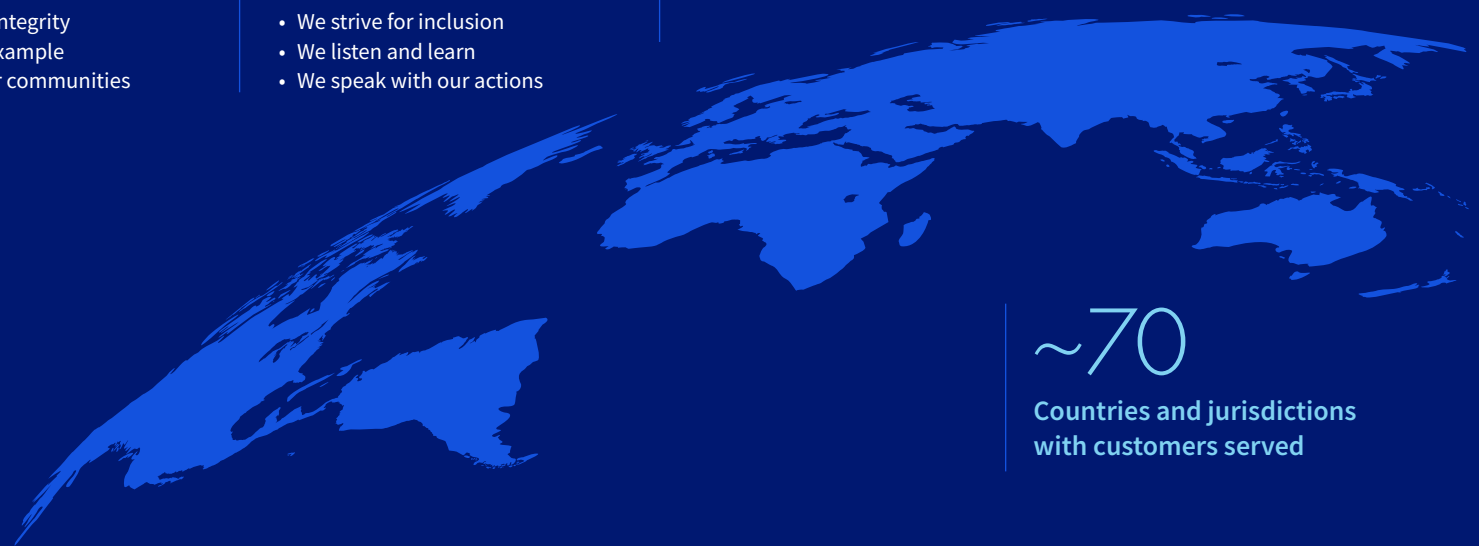 ntegrity
xample
r communities
• We strive for inclusion
• We listen and learn
• We speak with our actions
~70
Countries and jurisdictions
with customers served